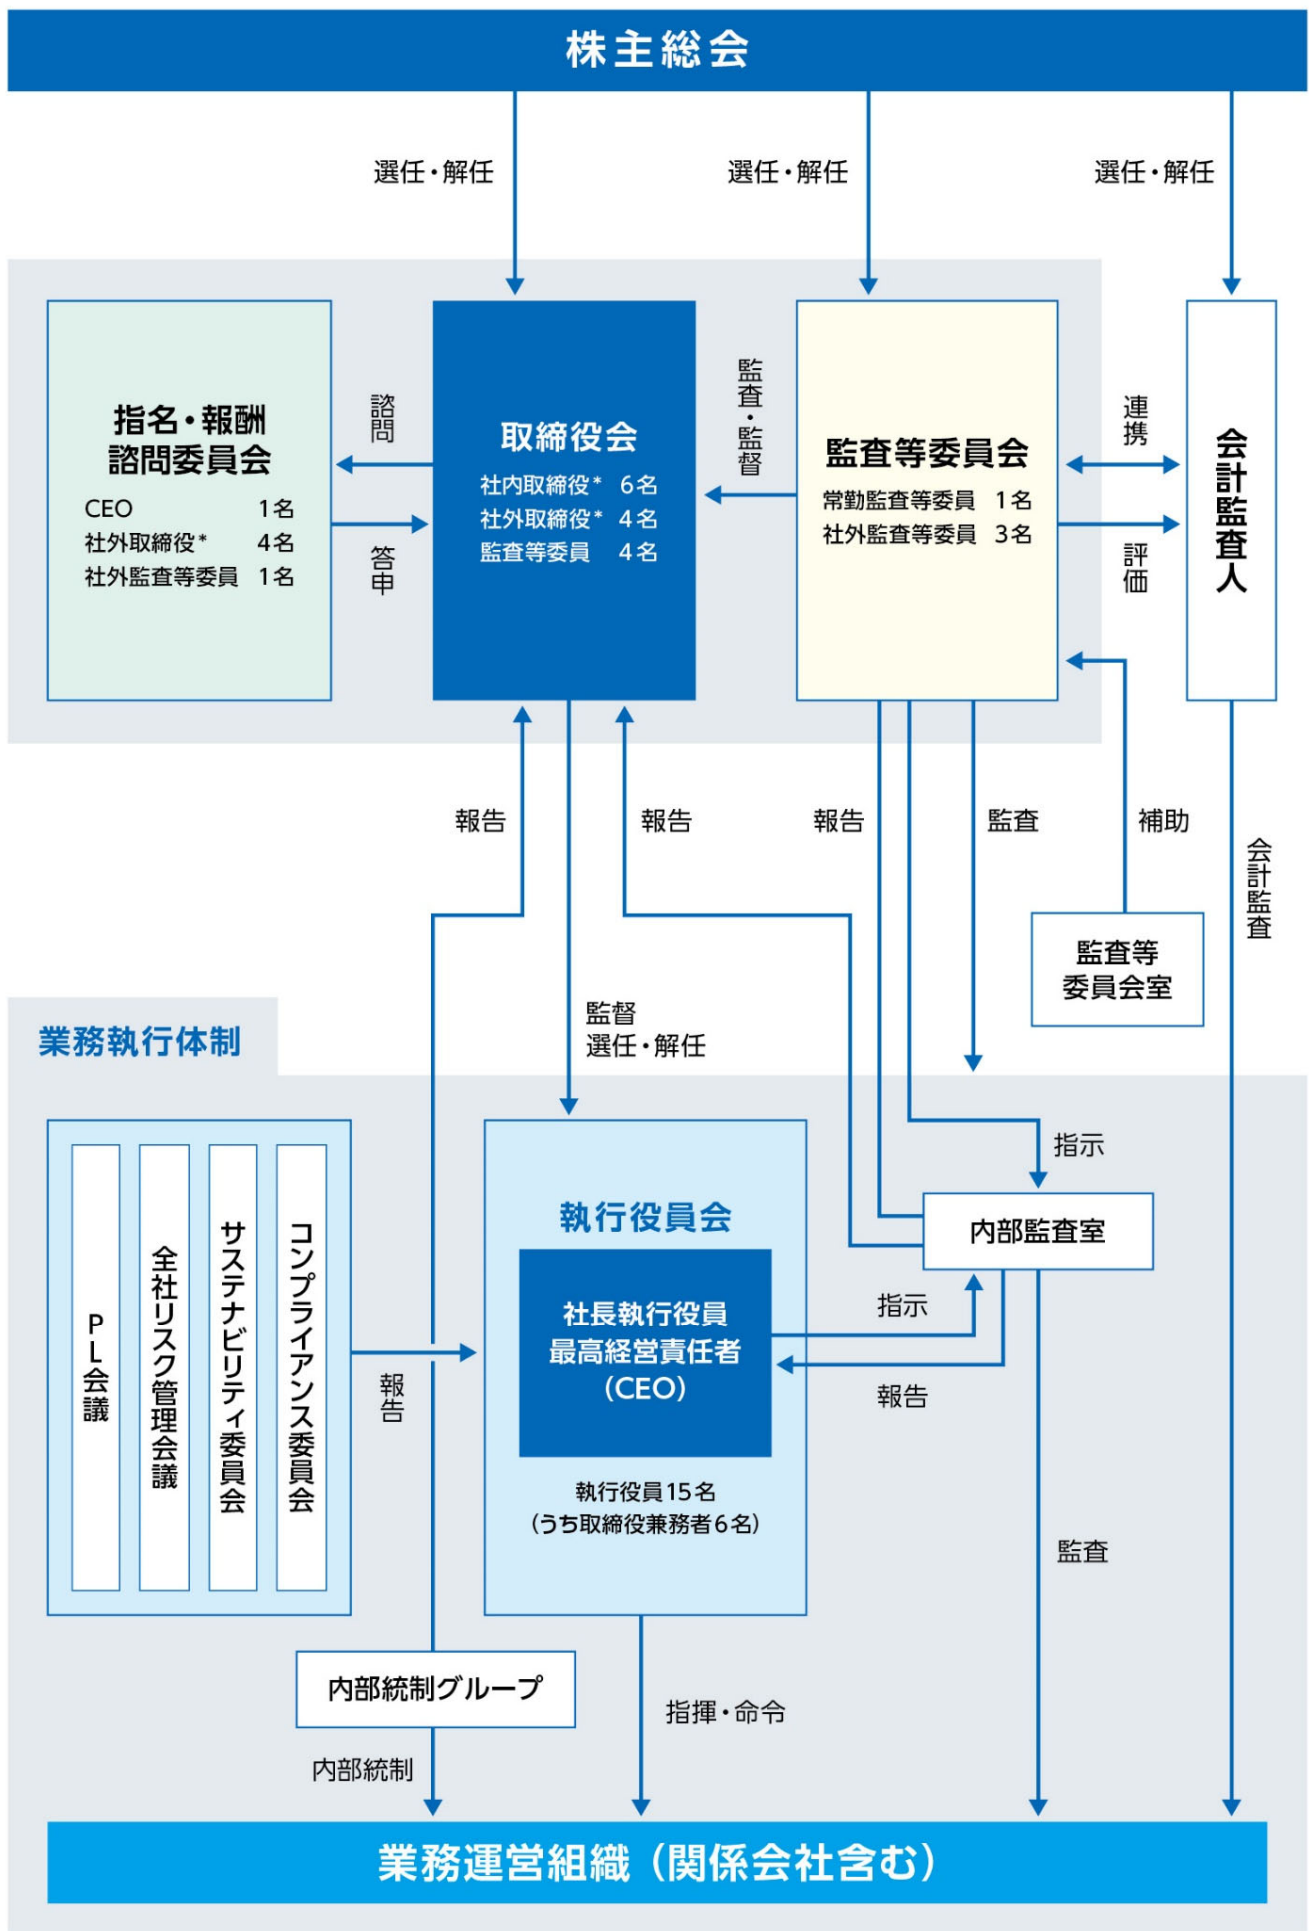 株主総会
選任・解任
選任・解任
選任・解任
指名・報酬
諮問委員会
CEO 1名
社外取締役* 4名
社外監査等委員 1名
諮問
答申
取締役会
社内取締役* 6名
社外取締役* 4名
監査等委員 4名
監査・監督
監査等委員会
常勤監査等委員 1名
社外監査等委員 3名
連携
評価
会計監査人
報告
報告
報告
監査
補助
会計監査
監査等
委員会室
監督
選任・解任
業務執行体制
PL会議
全社リスク管理会議
サステナビリティ委員会
コンプライアンス委員会
報告
執行役員会
社長執行役員
最高経営責任者
(CEO)
執行役員15名
(うち取締役兼務者6名)
指示
内部監査室
指示
報告
監査
内部統制グループ
内部統制
指揮・命令
業務運営組織(関係会社含む)